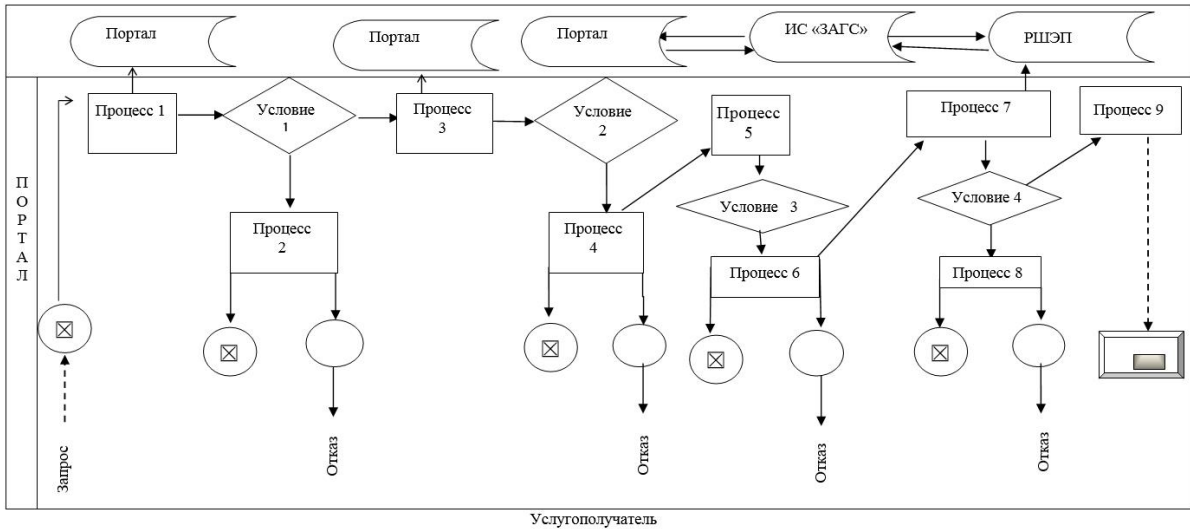 Портал
Портал
Портал
ИС «ЗАГС»
РШЭП
ПОРТАЛ
Процесс 1
Условие
1
Процесс
3
Условие
2
Процесс
5
Процесс 7
Процесс 9
Условие 3
Условие 4
Процесс
2
Процесс
4
Процесс 6
Процесс 8
Запрос
Отказ
Отказ
Отказ
Отказ
Услугополучатель